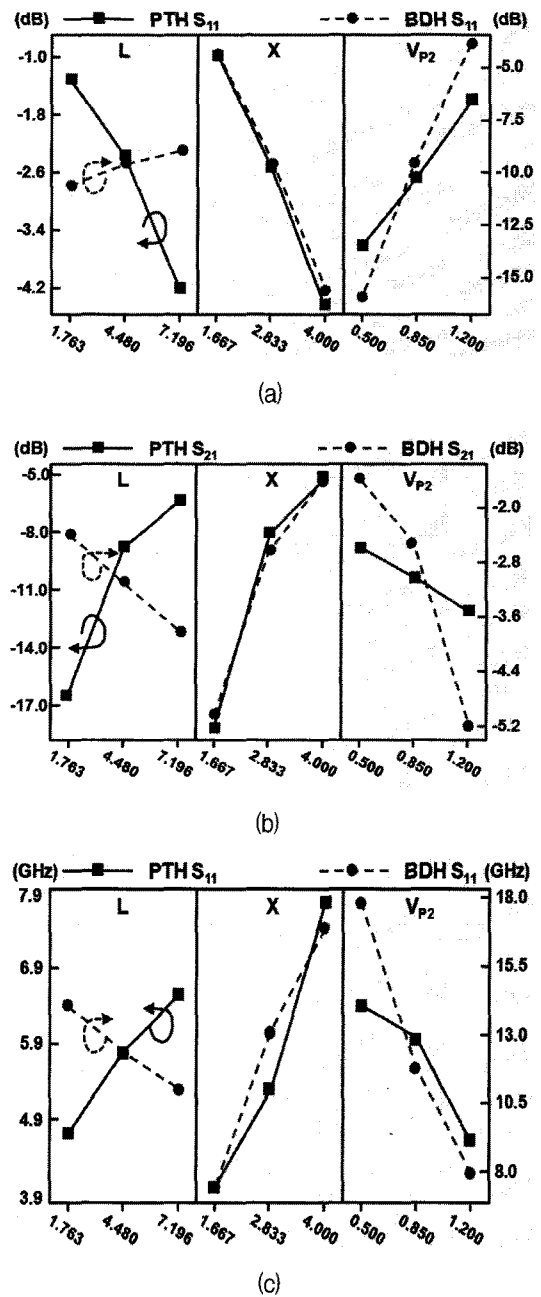 (dB) PTH S11 BDH S11 (dB)
L X VP2
-1.0
-1.8
-2.6
-3.4
-4.2
-5.0
-7.5
-10.0
-12.5
-15.0
1.763 4.480 7.196 1.667 2.833 4.000 0.500 0.850 1.200
(a)
(dB) PTH S21 BDH S21 (dB)
L X VP2
-5.0
-8.0
-11.0
-14.0
-17.0
-2.0
-2.8
-3.6
-4.4
-5.2
1.763 4.480 7.196 1.667 2.833 4.000 0.500 0.850 1.200
(b)
(GHz) PTH S11 BDH S11 (GHz)
L X VP2
7.9
6.9
5.9
4.9
3.9
18.0
15.5
13.0
10.5
8.0
1.763 4.480 7.196 1.667 2.833 4.000 0.500 0.850 1.200
(c)